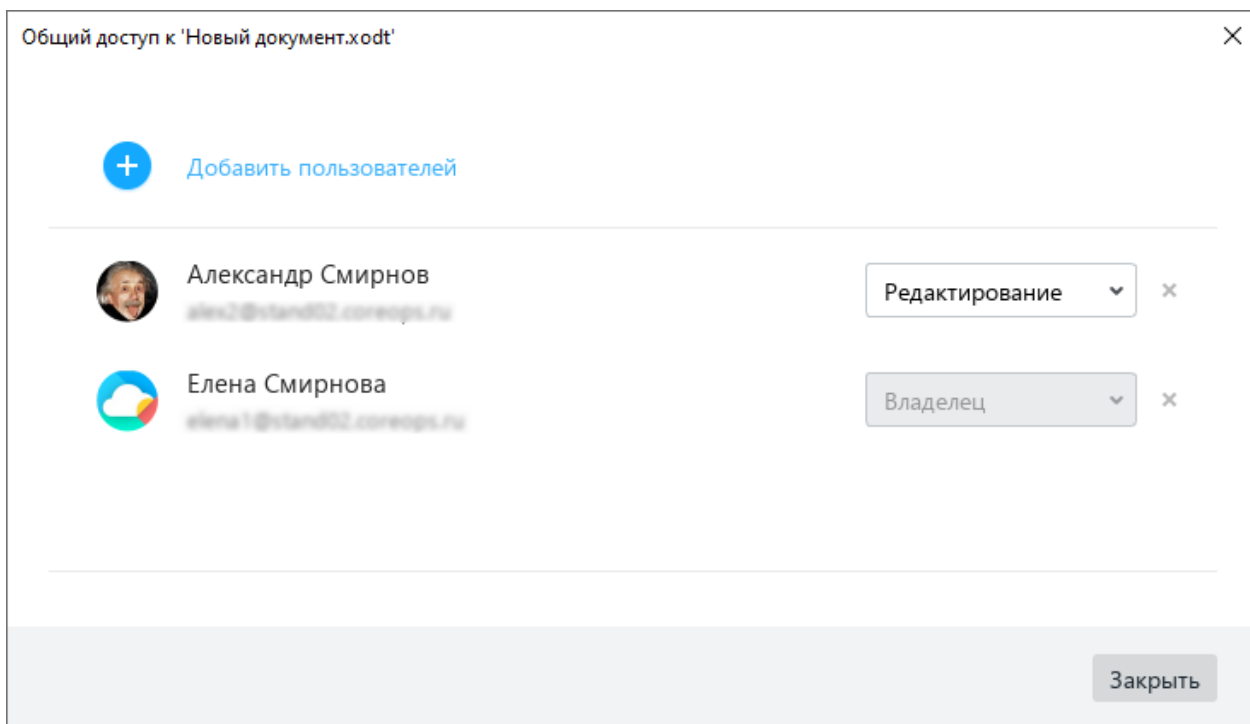 Общий доступ к 'Новый документ.xodt'
Добавить пользователей
Александр Смирнов
Редактирование
Елена Смирнова
Владелец
Закрыть